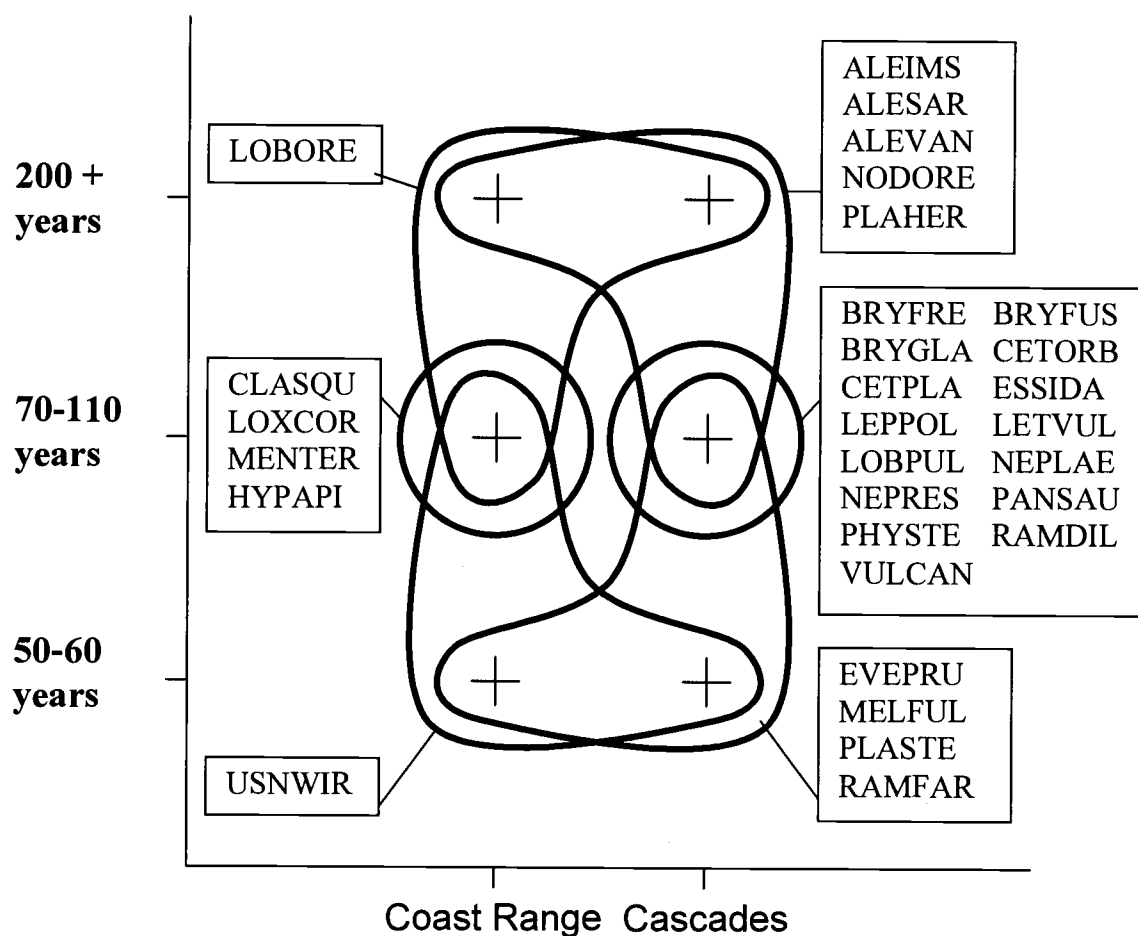 200 +
years
70-110
years
50-60
years
LOBORE
ALEIMS
ALESAR
ALEVAN
NODORE
PLAHER
CLASQU
LOXCOR
MENTER
HYPAPI
BRYFRE BRYFUS
BRYGLA CETORB
CETPLA ESSIDA
LEPPOL LETVUL
LOBPUL NEPLAE
NEPRES PANSAU
PHYSTE RAMDIL
VULCAN
USNWIR
EVEPRU
MELFUL
PLASTE
RAMFAR
Coast Range Cascades